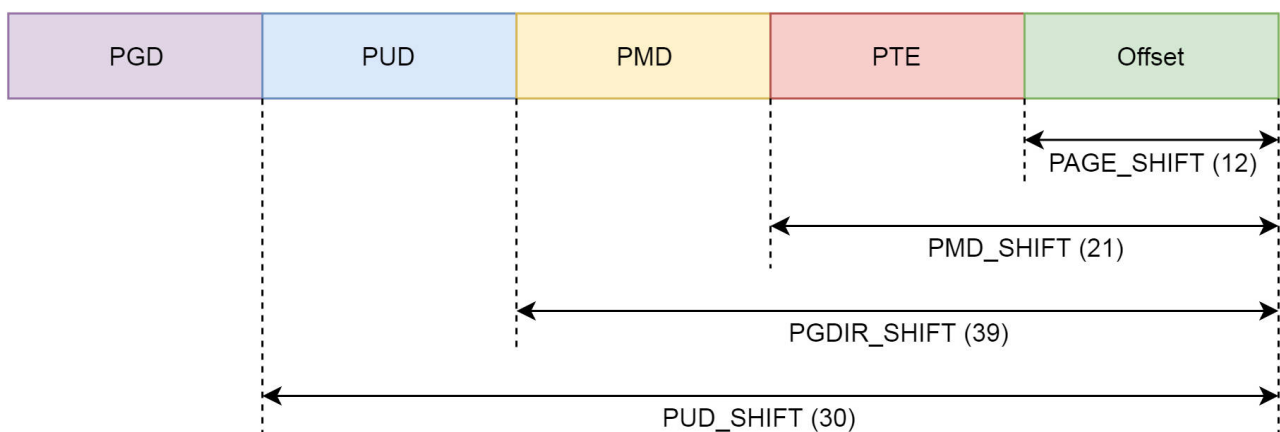 PGD PUD PMD PTE Offset
PAGE_SHIFT (12)
PMD_SHIFT (21)
PGDIR_SHIFT (39)
PUD_SHIFT (30)